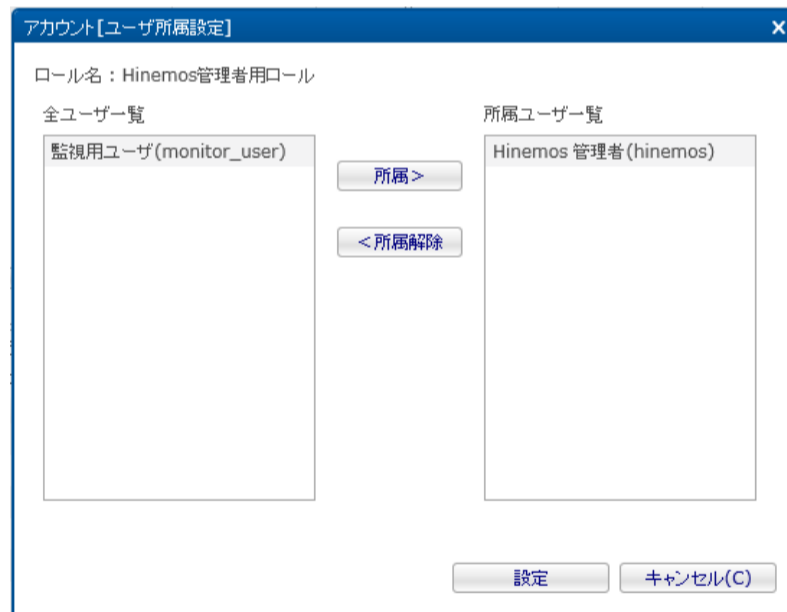 アカウント[ユーザ所属設定]
ロール名：Hinemos管理者用ロール
全ユーザ一覧
所属ユーザ一覧
監視用ユーザ(monitor_user)
Hinemos 管理者(hinemos)
所属＞
＜所属解除
設定
キャンセル(C)